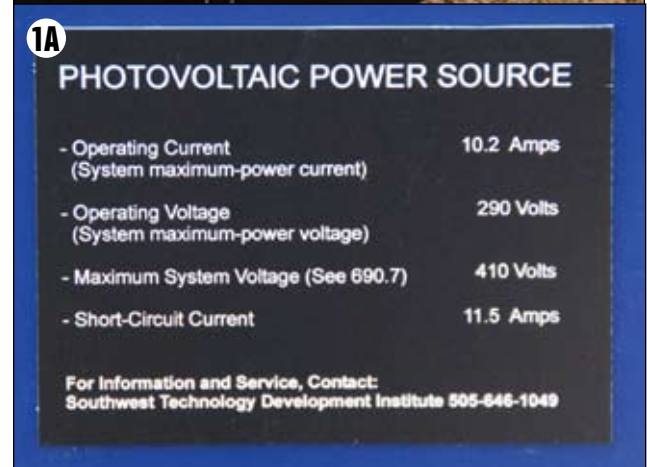 1A
PHOTOVOLTAIC POWER SOURCE
- Operating Current 10.2 Amps
(System maximum-power current)
- Operating Voltage 290 Volts
(System maximum-power voltage)
- Maximum System Voltage (See 690.7) 410 Volts
- Short-Circuit Current 11.5 Amps
For Information and Service, Contact:
Southwest Technology Development Institute 505-646-1049